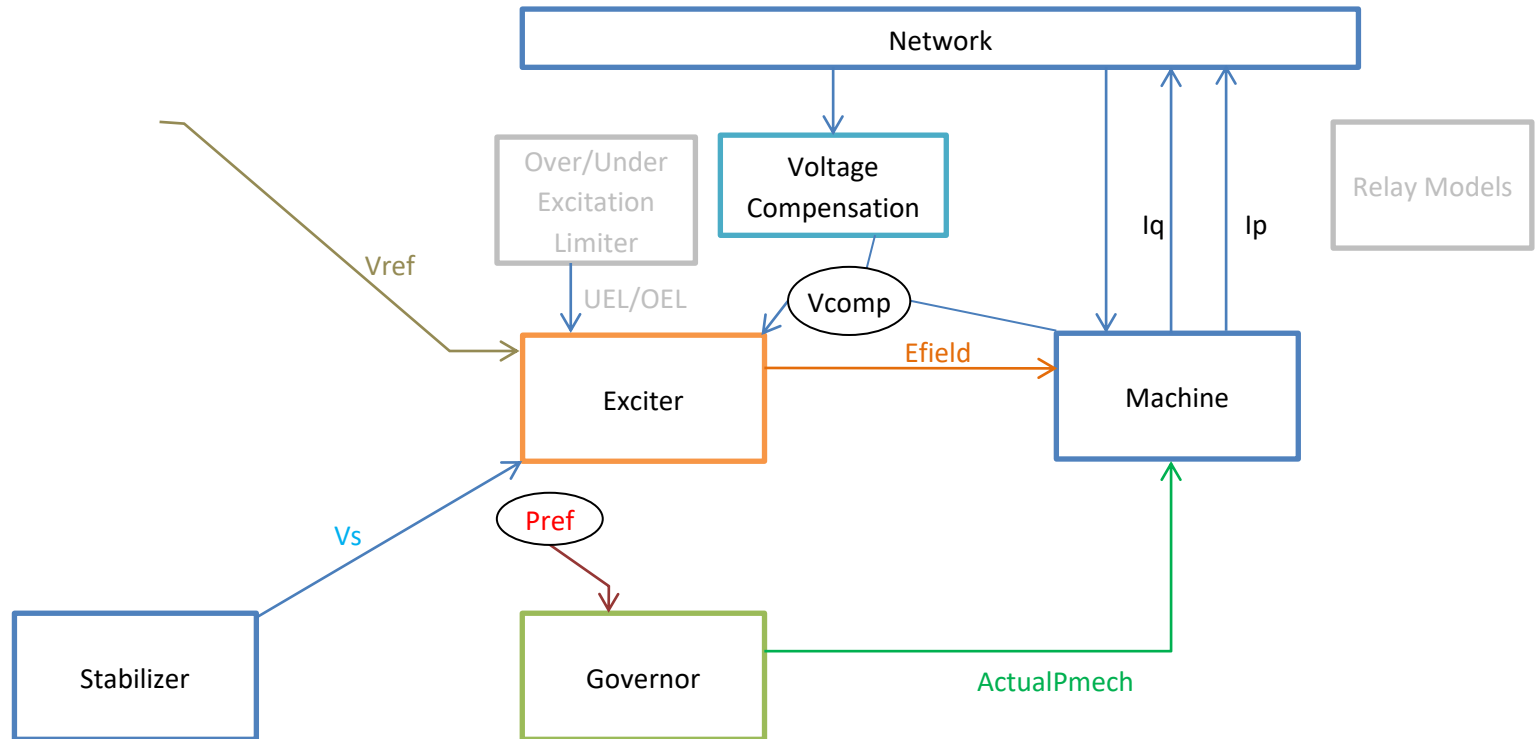 Network
Over/Under
Excitation
Limiter
Voltage
Compensation
Relay Models
Iq
Ip
Vref
UEL/OEL
Vcomp
Efield
Exciter
Machine
Pref
Vs
Stabilizer
Governor
ActualPmech